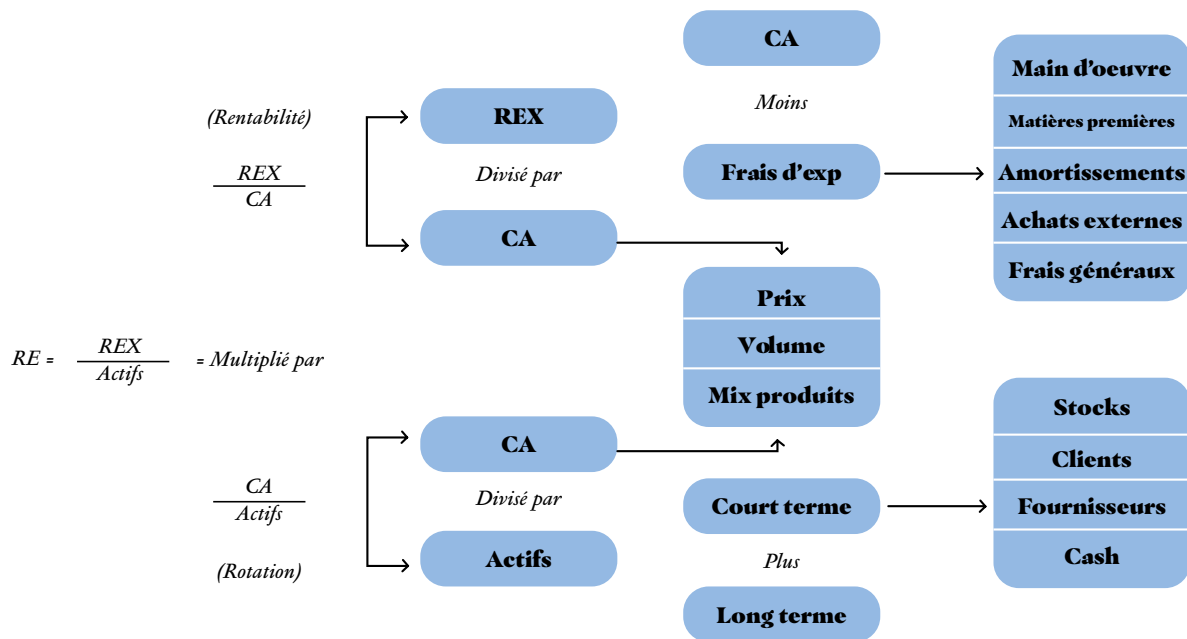 CA
Main d'oeuvre
(Rentabilité)
REX
Moins
Matières premières
REX
CA
Divisé par
Frais d'exp
Amortissements
CA
Achats externes
Frais généraux
Prix
RE =
REX
Actifs
= Multiplié par
Volume
Mix produits
Stocks
CA
Clients
CA
Actifs
Divisé par
Court terme
Fournisseurs
(Rotation)
Actifs
Plus
Cash
Long terme